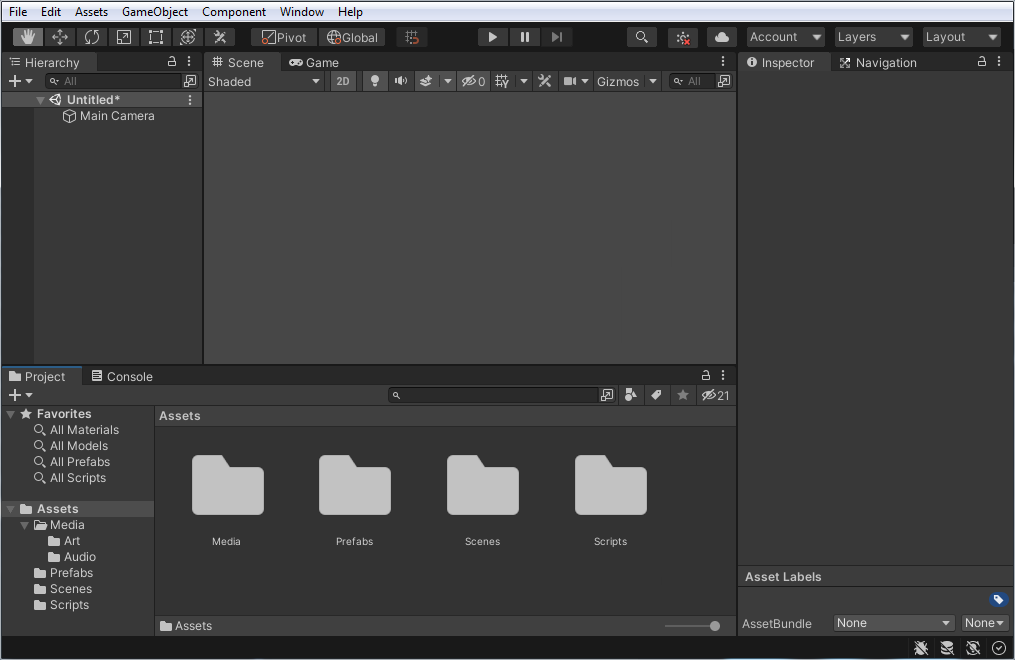 File Edit Assets GameObject Component Window Help
Pivot Global Account Layers Layout
Hierarchy
All
Untitled*
Main Camera
Scene Game
Shaded 2D 0 Gizmos All
Inspector Navigation
Project Console
21
Favorites
All Materials
All Models
All Prefabs
All Scripts
Assets
Media
Art
Audio
Prefabs
Scenes
Scripts
Assets
Media Prefabs Scenes Scripts
Assets
Asset Labels
AssetBundle None None